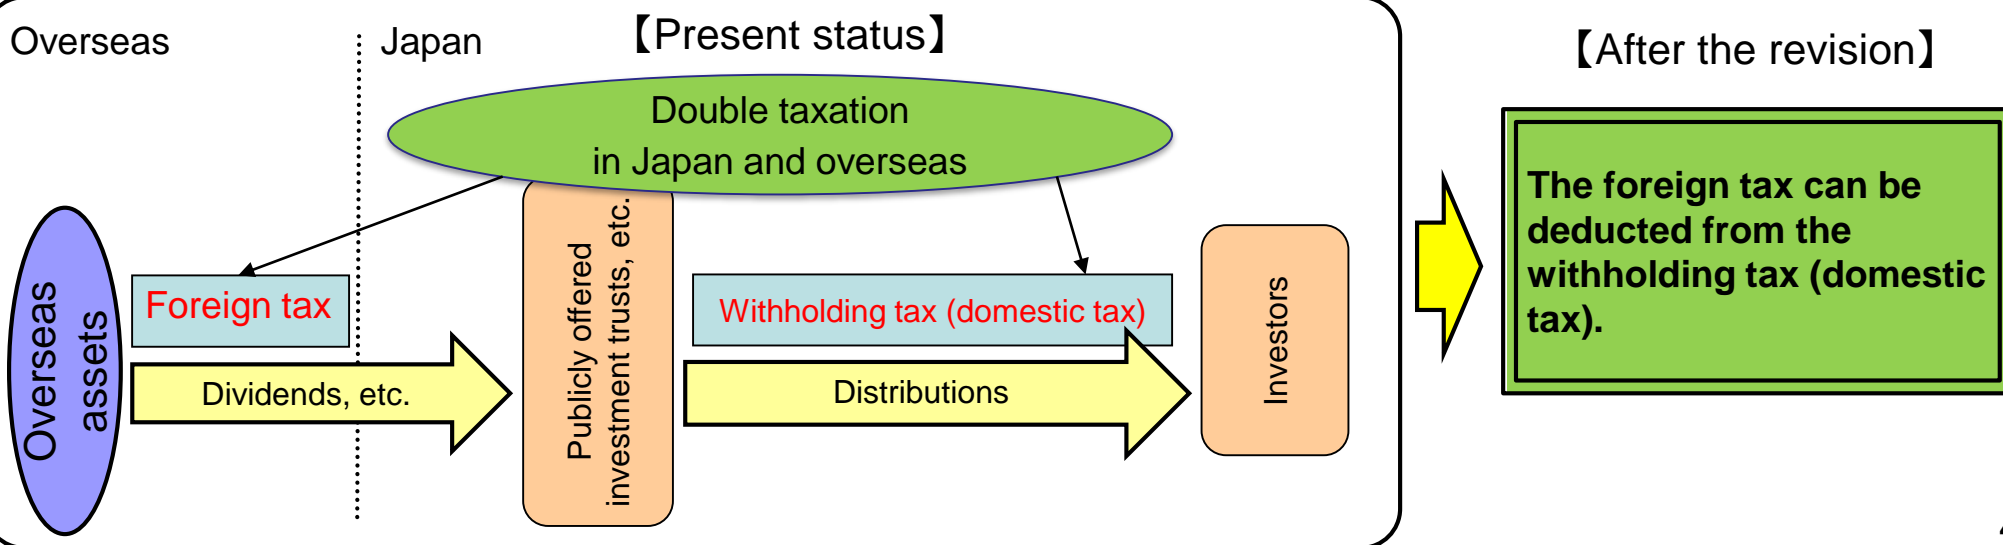 Overseas
Japan
【Present status】
【After the revision】
Double taxation
in Japan and overseas
Overseas
assets
Foreign tax
Dividends, etc.
Publicly offered
investment trusts, etc.
Withholding tax (domestic tax)
Distributions
Investors
The foreign tax can be
deducted from the
withholding tax (domestic
tax).